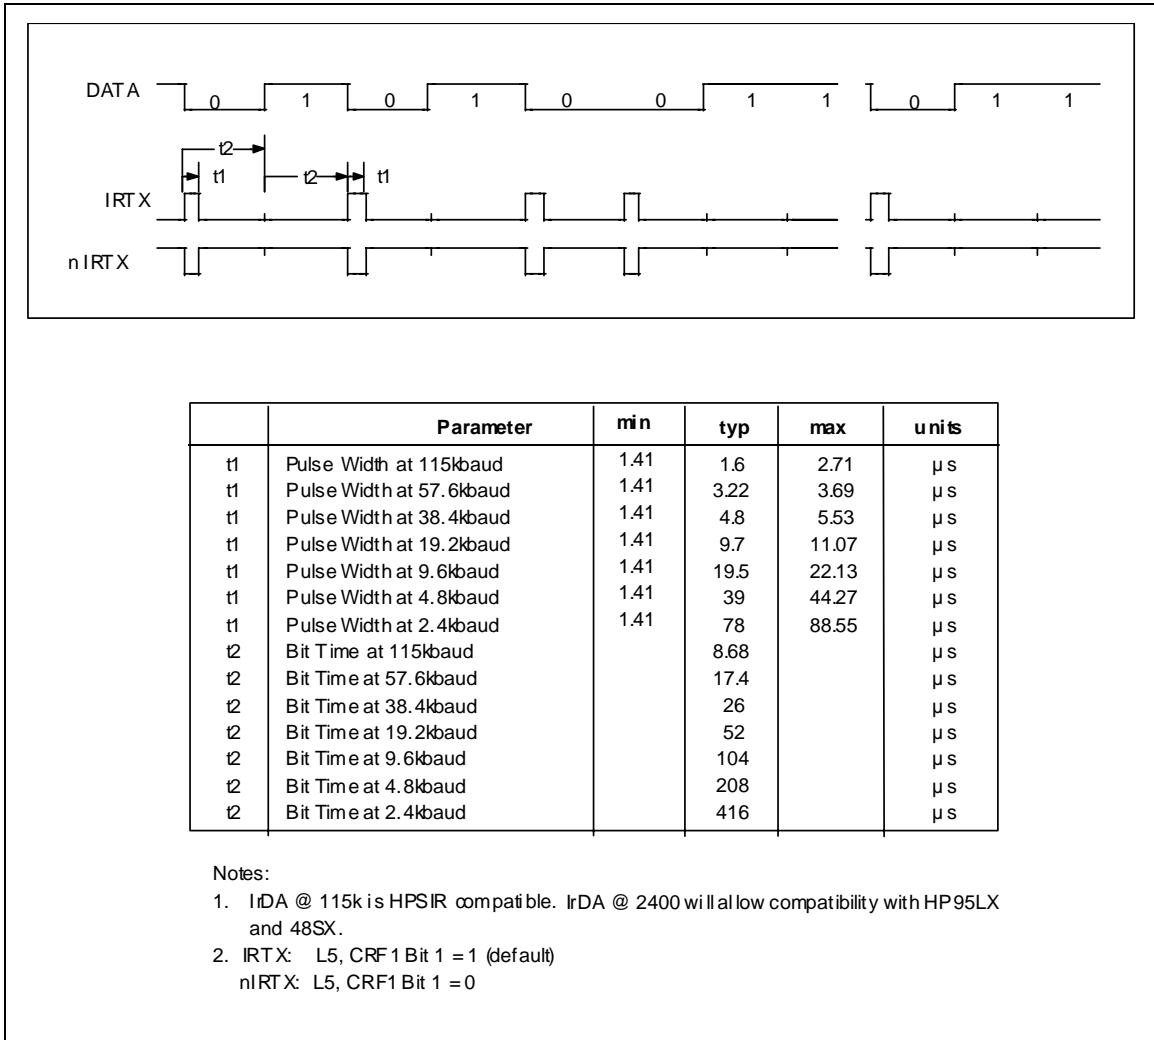 DATA
0 1 0 1 0 0 1 1 0 1 1
t2
t1 t2 t1
IRTX
nIRTX
Parameter min typ max units
t1 Pulse Width at 115kbaud 1.41 1.6 2.71 µs
t1 Pulse Width at 57.6kbaud 1.41 3.22 3.69 µs
t1 Pulse Width at 38.4kbaud 1.41 4.8 5.53 µs
t1 Pulse Width at 19.2kbaud 1.41 9.7 11.07 µs
t1 Pulse Width at 9.6kbaud 1.41 19.5 22.13 µs
t1 Pulse Width at 4.8kbaud 1.41 39 44.27 µs
t1 Pulse Width at 2.4kbaud 1.41 78 88.55 µs
t2 Bit Time at 115kbaud 8.68 µs
t2 Bit Time at 57.6kbaud 17.4 µs
t2 Bit Time at 38.4kbaud 26 µs
t2 Bit Time at 19.2kbaud 52 µs
t2 Bit Time at 9.6kbaud 104 µs
t2 Bit Time at 4.8kbaud 208 µs
t2 Bit Time at 2.4kbaud 416 µs
Notes:
1. IrDA @ 115k is HPSIR compatible. IrDA @ 2400 will allow compatibility with HP95LX
and 48SX.
2. IRTX: L5, CRF1 Bit 1 = 1 (default)
nIRTX: L5, CRF1 Bit 1 = 0